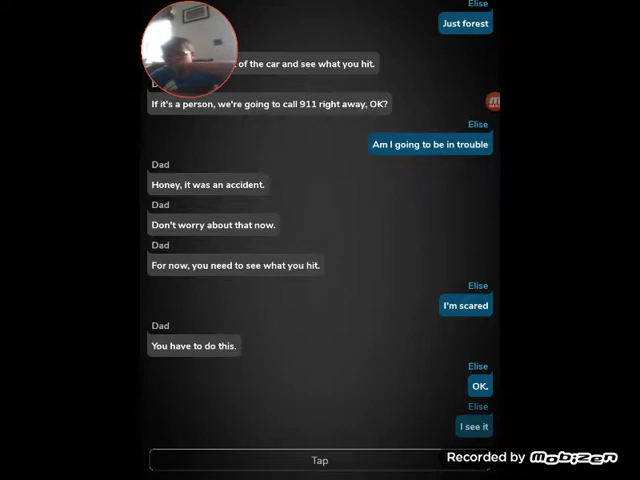 Elise
Just forest
of the car and see what you hit.
If it's a person, we're going to call 911 right away, OK?
Elise
Am I going to be in trouble
Dad
Honey, it was an accident.
Dad
Don't worry about that now.
Dad
For now, you need to see what you hit.
Elise
I'm scared
Dad
You have to do this.
Elise
OK.
Elise
I see it
Tap
Recorded by Mobizen